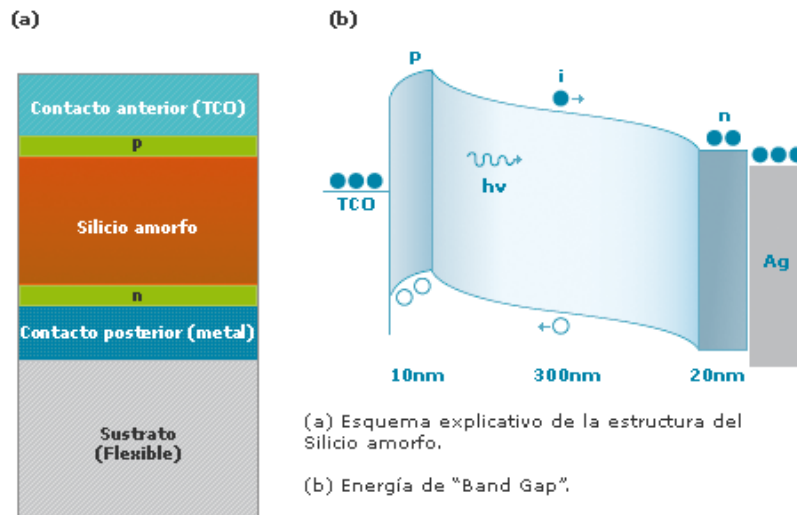 (a)
Contacto anterior (TCO)
p
Silicio amorfo
n
Contacto posterior (metal)
Sustrato
(Flexible)
(b)
p
i
n
hν
TCO
Ag
10nm
300nm
20nm
(a) Esquema explicativo de la estructura del
Silicio amorfo.
(b) Energía de “Band Gap”.